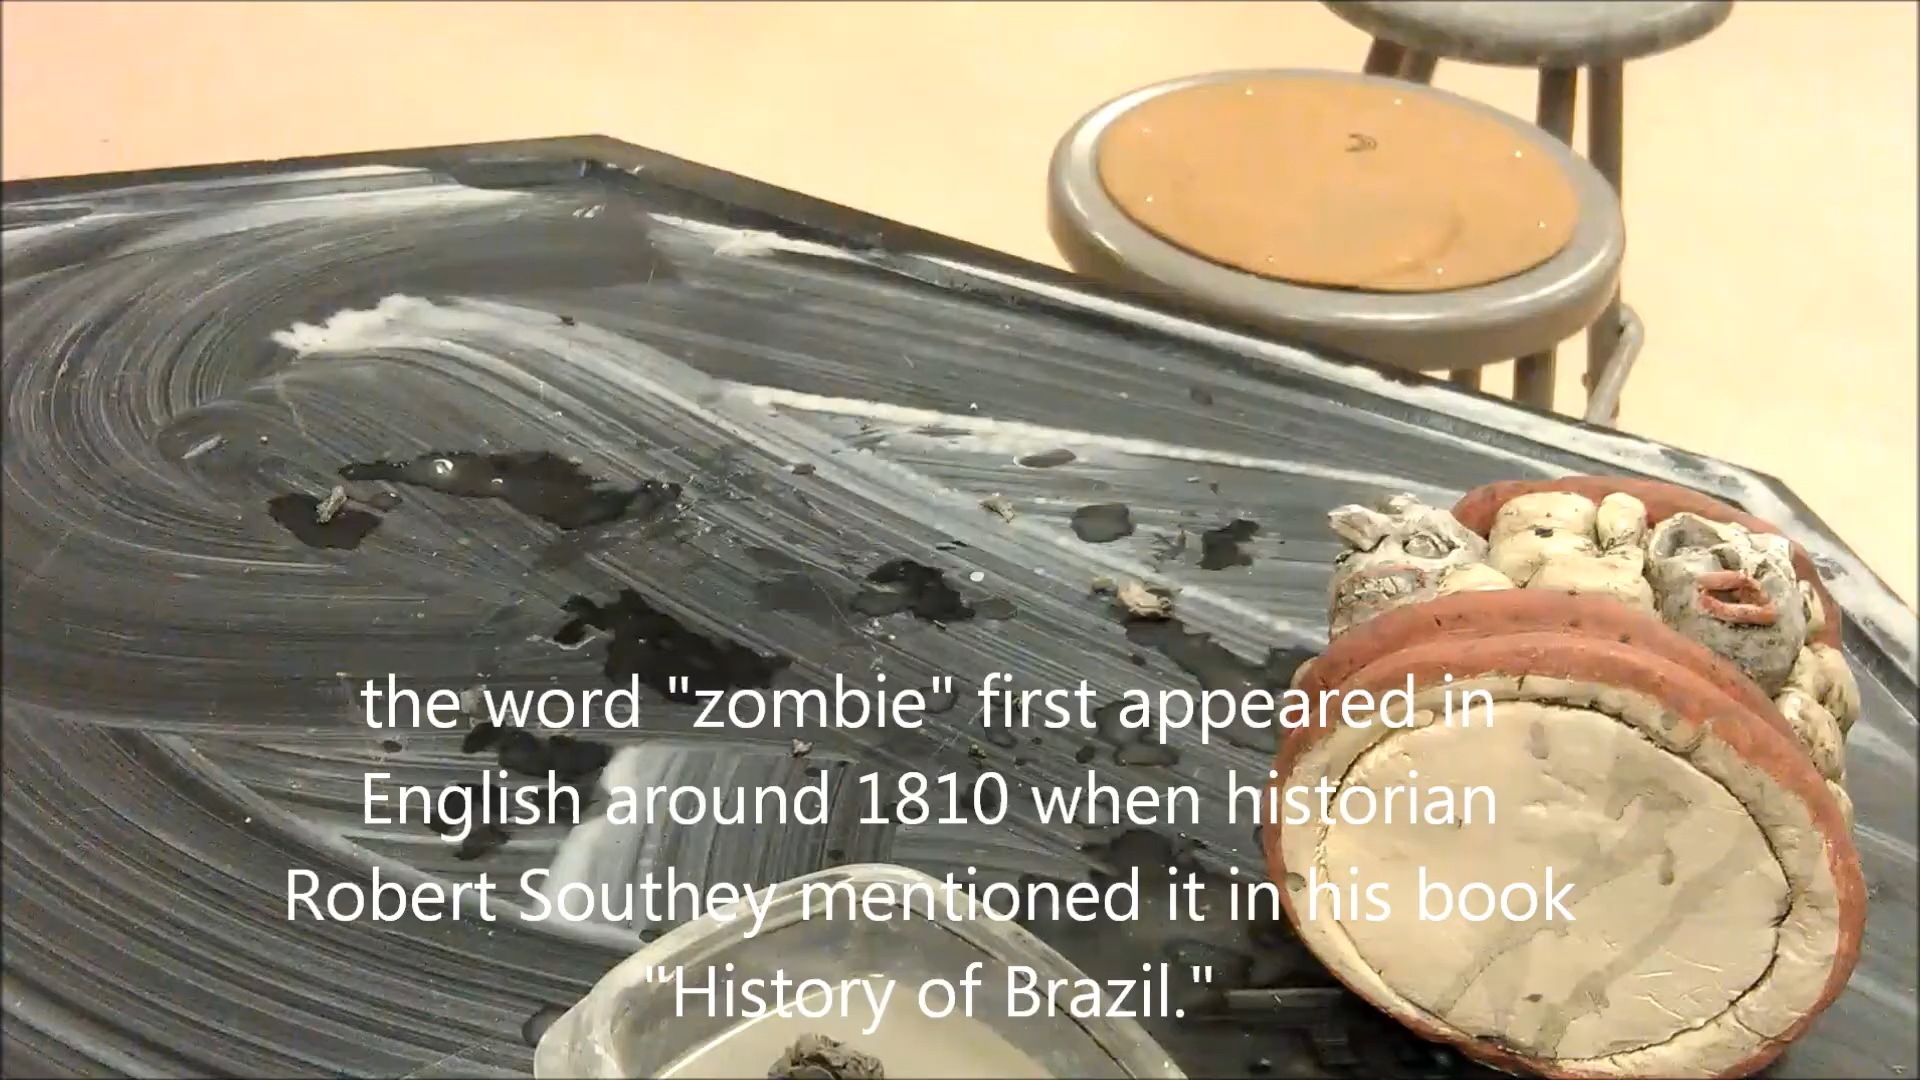 the word "zombie" first appeared in
English around 1810 when historian
Robert Southey mentioned it in his book
"History of Brazil."